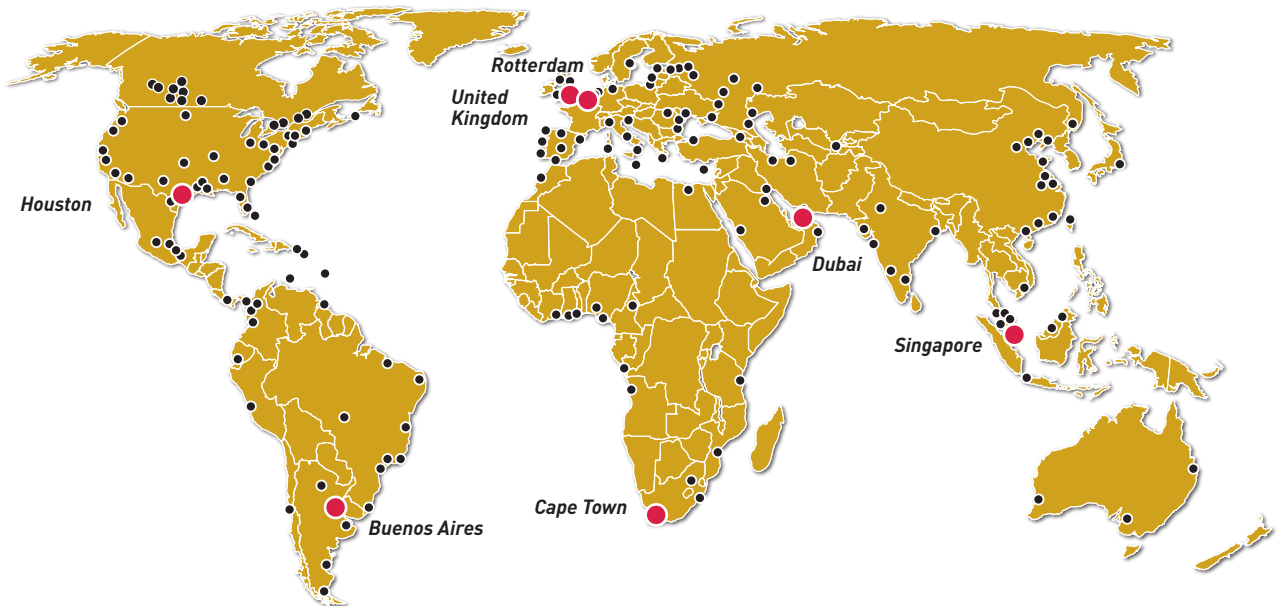 Rotterdam
United
Kingdom
Houston
Dubai
Singapore
Cape Town
Buenos Aires